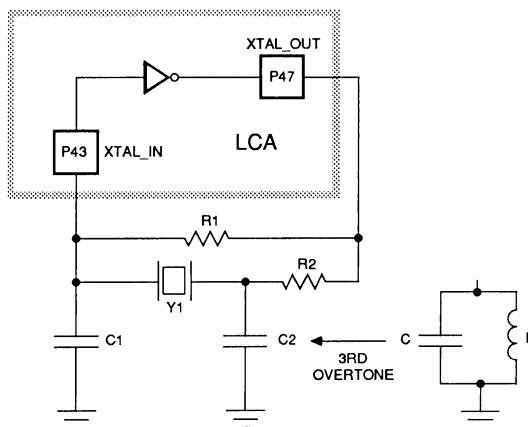 XTAL_OUT
P47
P43
XTAL_IN
LCA
R1
R2
Y1
C1
C2
3RD
OVERTONE
C